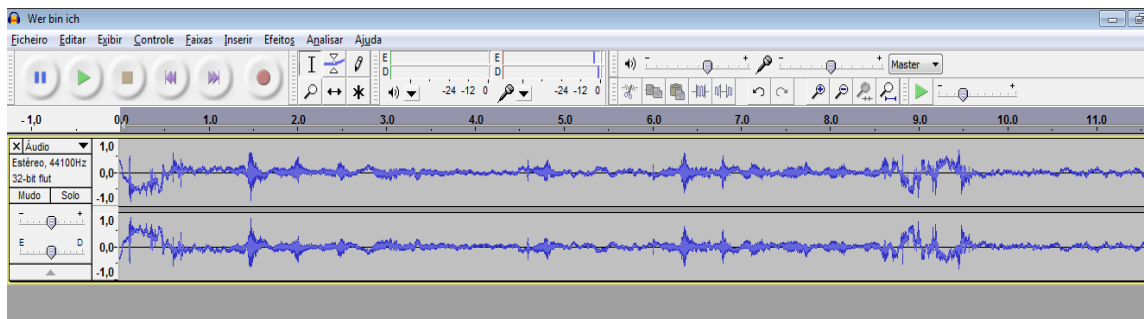 Wer bin ich
Ficheiro Editar Exibir Controle Faixas Inserir Efeitos Analisar Ajuda
E E
D D
-24 -12 0 -24 -12 0
- + - + Master
- +
- 1,0 0,0 1,0 2,0 3,0 4,0 5,0 6,0 7,0 8,0 9,0 10,0 11,0
X Áudio 1,0
Estéreo, 44100Hz 0,0-
32-bit flut
Mudo Solo -1,0
- + 1,0
E D 0,0-
-1,0